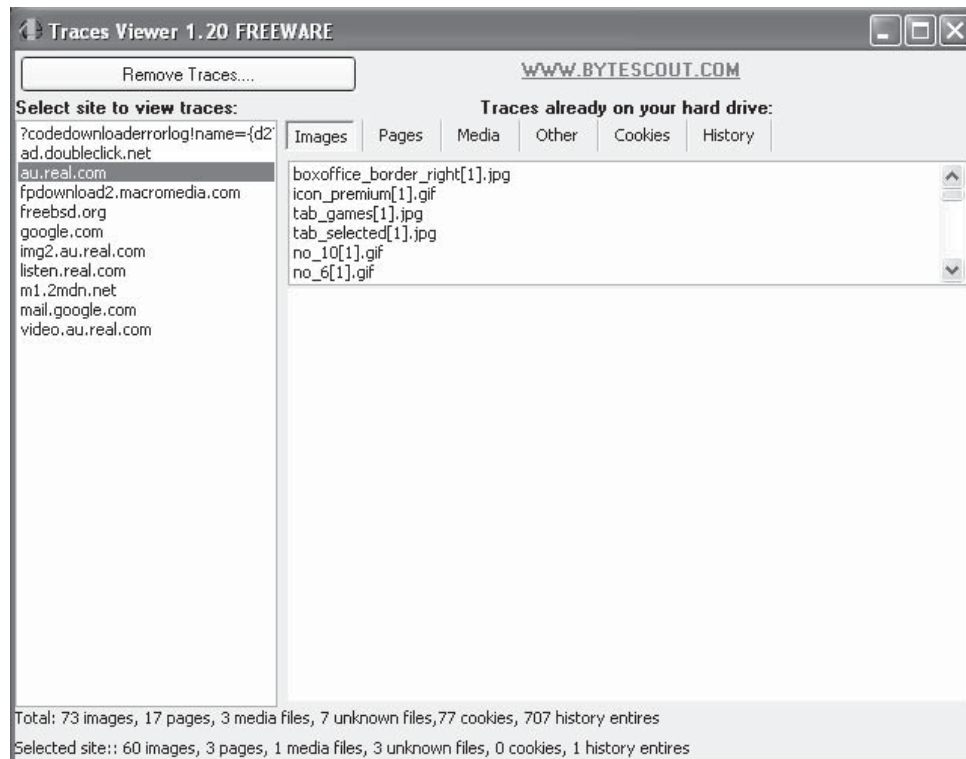 Traces Viewer 1.20 FREEWARE
Remove Traces....
WWW.BYTESCOUT.COM
Select site to view traces:
Traces already on your hard drive:
?codedownloaderrorlog!name={d2
ad.doubleclick.net
au.real.com
fpdownload2.macromedia.com
freebsd.org
google.com
img2.au.real.com
listen.real.com
m1.2mdn.net
mail.google.com
video.au.real.com
Images Pages Media Other Cookies History
boxoffice_border_right[1].jpg
icon_premium[1].gif
tab_games[1].jpg
tab_selected[1].jpg
no_10[1].gif
no_6[1].gif
Total: 73 images, 17 pages, 3 media files, 7 unknown files,77 cookies, 707 history entires
Selected site:: 60 images, 3 pages, 1 media files, 3 unknown files, 0 cookies, 1 history entires